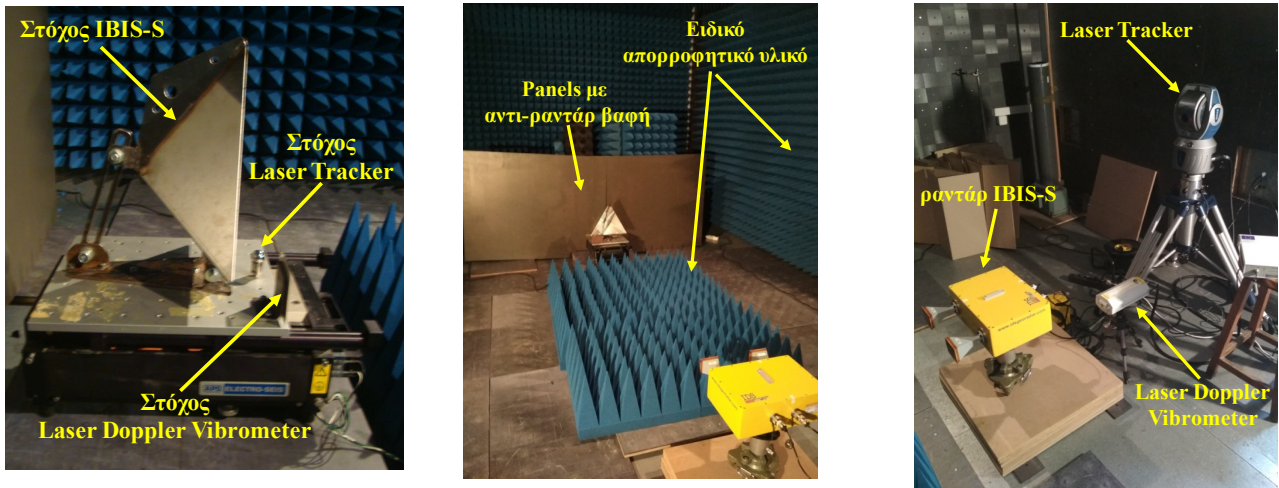 Στόχος IBIS-S
Στόχος
Laser Tracker
Στόχος
Laser Doppler Vibrometer
ELECTRO-SEIS
Ειδικό
απορροφητικό υλικό
Panels με
αντι-ραντάρ βαφή
Laser Tracker
ραντάρ IBIS-S
Laser Doppler
Vibrometer